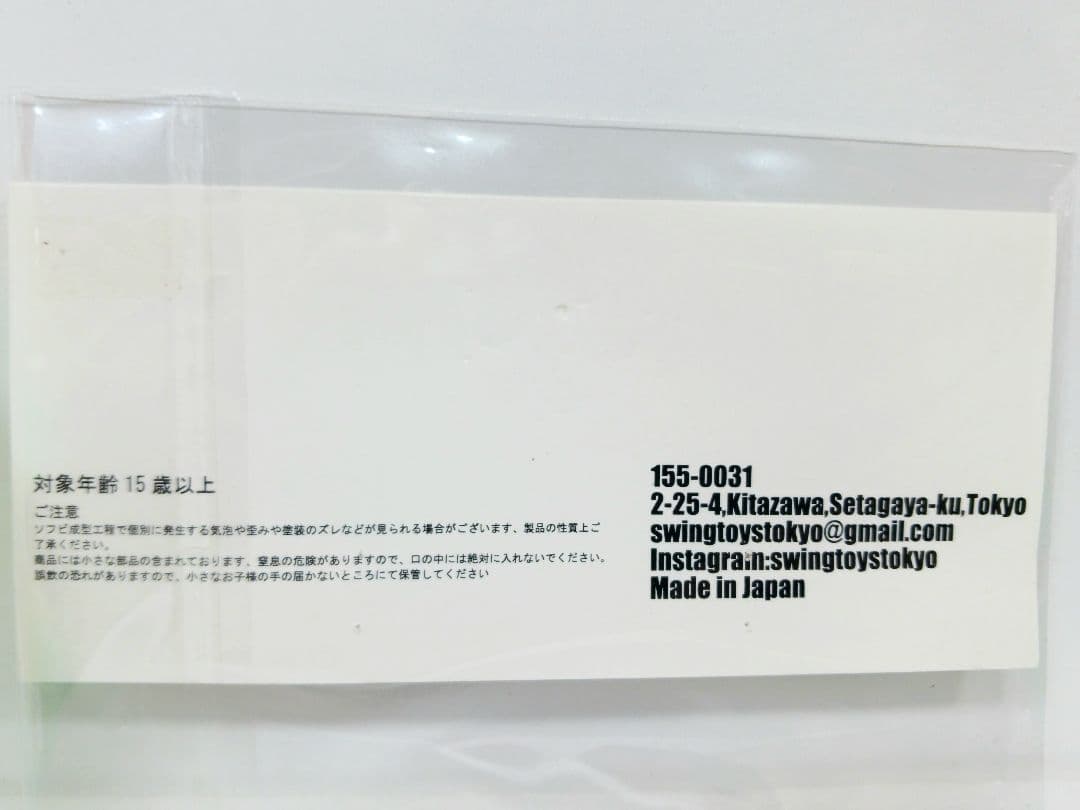 対象年齢 15 歳以上
ご注意
ソフビ成型工程で個別に発生する気泡や歪みや塗装のズレなどが見られる場合がございます、製品の性質上ご
了承ください。
商品には小さな部品の含まれております、窒息の危険がありますので、口の中には絶対に入れないでください。
誤飲の恐れがありますので、小さなお子様の手の届かないところにて保管してください
155-0031
2-25-4,Kitazawa,Setagaya-ku,Tokyo
swingtoystokyo@gmail.com
Instagram:swingtoystokyo
Made in Japan